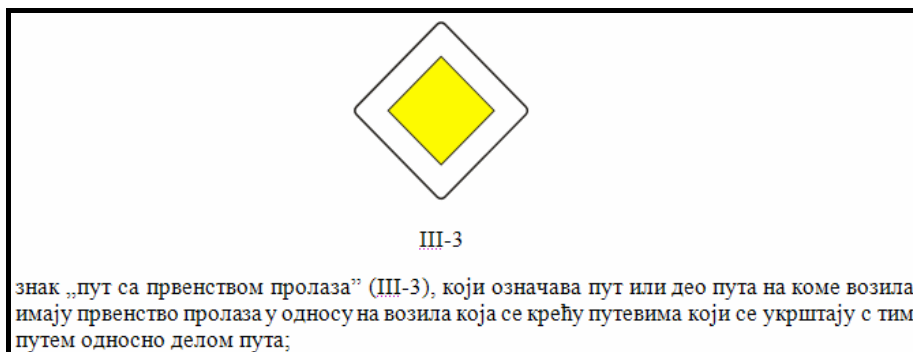 III-3
знак „пут са првенством пролаза” (III-3), који означава пут или део пута на коме возила
имају првенство пролаза у односу на возила која се крећу путевима који се укрштају с тим
путем односно делом пута;